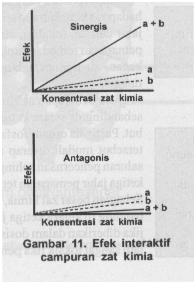 Sinergis
a + b
a
b
Efek
Konsentrasi zat kimia
Antagonis
Efek
a
b
a + b
Konsentrasi zat kimia
Gambar 11. Efek interaktif
campuran zat kimia